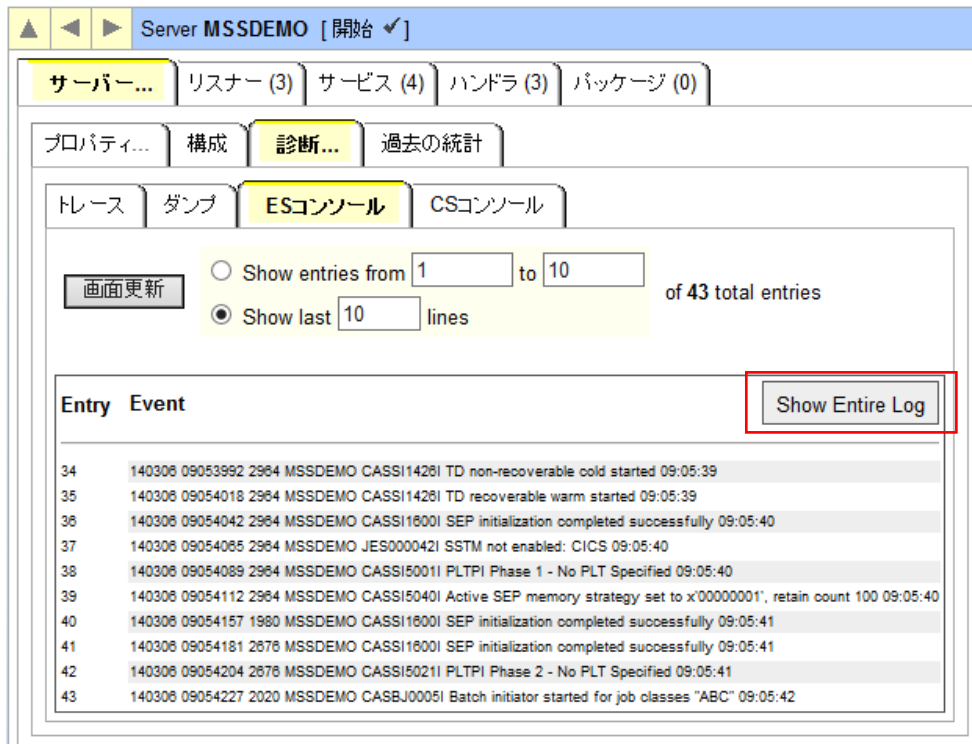 Server MSSDEMO [ 開始 ✔ ]
サーバー... リスナー (3) サービス (4) ハンドラ (3) パッケージ (0)
プロパティ... 構成 診断... 過去の統計
トレース ダンプ ESコンソール CSコンソール
画面更新
Show entries from 1 to 10
Show last 10 lines
of 43 total entries
Entry Event Show Entire Log
34 140306 09053992 2964 MSSDEMO CASSI1426I TD non-recoverable cold started 09:05:39
35 140306 09054018 2964 MSSDEMO CASSI1426I TD recoverable warm started 09:05:39
36 140306 09054042 2964 MSSDEMO CASSI1600I SEP initialization completed successfully 09:05:40
37 140306 09054065 2964 MSSDEMO JES000042I SSTM not enabled: CICS 09:05:40
38 140306 09054089 2964 MSSDEMO CASSI5001I PLTPI Phase 1 - No PLT Specified 09:05:40
39 140306 09054112 2964 MSSDEMO CASSI5040I Active SEP memory strategy set to x'00000001', retain count 100 09:05:40
40 140306 09054157 1980 MSSDEMO CASSI1600I SEP initialization completed successfully 09:05:41
41 140306 09054181 2676 MSSDEMO CASSI1600I SEP initialization completed successfully 09:05:41
42 140306 09054204 2676 MSSDEMO CASSI5021I PLTPI Phase 2 - No PLT Specified 09:05:41
43 140306 09054227 2020 MSSDEMO CASBJ0005I Batch initiator started for job classes "ABC" 09:05:42